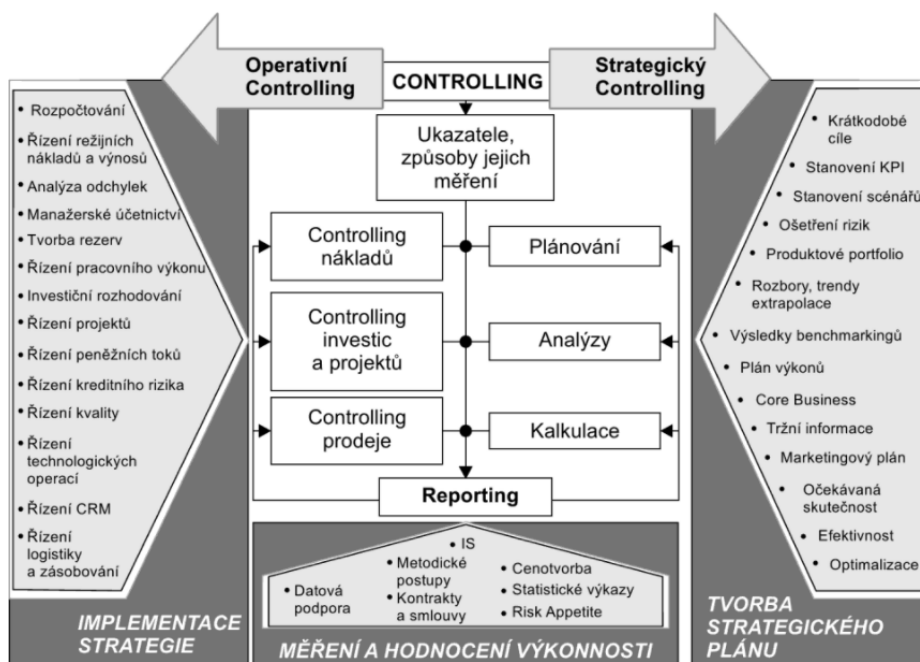 Operativní
Controlling
CONTROLLING
Strategický
Controlling
• Rozpočtování
• Řízení režijních
nákladů a výnosů
• Analýza odchylek
• Manažerské účetnictví
• Tvorba rezerv
• Řízení pracovního výkonu
• Investiční rozhodování
• Řízení projektů
• Řízení peněžních toků
• Řízení kreditního rizika
• Řízení kvality
• Řízení
technologických
operací
• Řízení CRM
• Řízení
logistiky
a zásobování
IMPLEMENTACE
STRATEGIE
Ukazatele,
způsoby jejich
měření
Controlling
nákladů
Plánování
Controlling
investic
a projektů
Analýzy
Controlling
prodeje
Kalkulace
Reporting
• Datová
podpora
• IS
• Metodické
postupy
• Kontrakty
a smlouvy
• Cenotvorba
• Statistické výkazy
• Risk Appetite
MĚŘENÍ A HODNOCENÍ VÝKONNOSTI
• Krátkodobé
cíle
• Stanovení KPI
• Stanovení scénářů
• Ošetření rizik
• Produktové portfolio
• Rozbory, trendy
extrapolace
• Výsledky benchmarkingů
• Plán výkonů
• Core Business
• Tržní informace
• Marketingový plán
• Očekávaná
skutečnost
• Efektivnost
• Optimalizace
TVORBA
STRATEGICKÉHO
PLÁNU